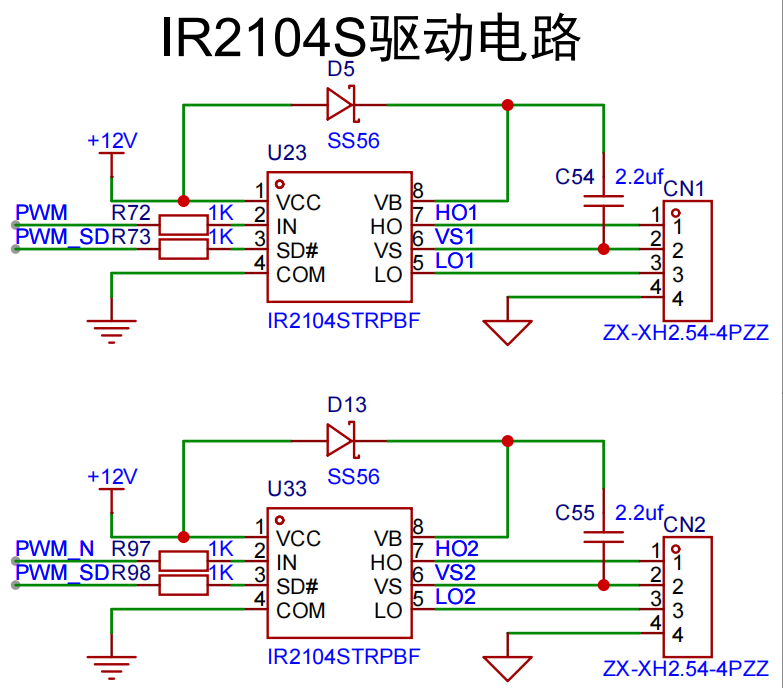 IR2104S驱动电路
D5
SS56
+12V
U23
C54 2.2uf
CN1
1 VCC VB 8
PWM R72 1K 2 IN HO 7 HO1 1 1
PWM_SD R73 1K 3 SD# VS 6 VS1 2 2
4 COM LO 5 LO1 3 3
4 4
IR2104STRPBF
ZX-XH2.54-4PZZ
D13
SS56
+12V
U33
C55 2.2uf
CN2
1 VCC VB 8
PWM_N R97 1K 2 IN HO 7 HO2 1 1
PWM_SD R98 1K 3 SD# VS 6 VS2 2 2
4 COM LO 5 LO2 3 3
4 4
IR2104STRPBF
ZX-XH2.54-4PZZ